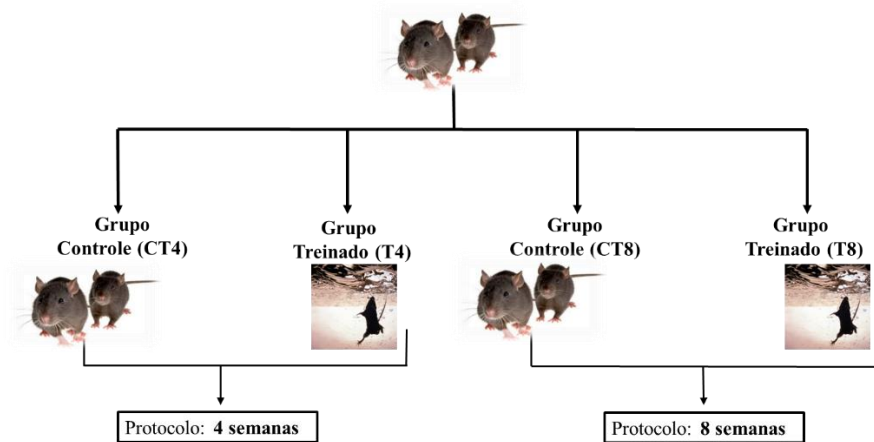 Grupo
Controle (CT4)
Grupo
Treinado (T4)
Grupo
Controle (CT8)
Grupo
Treinado (T8)
Protocolo: 4 semanas
Protocolo: 8 semanas